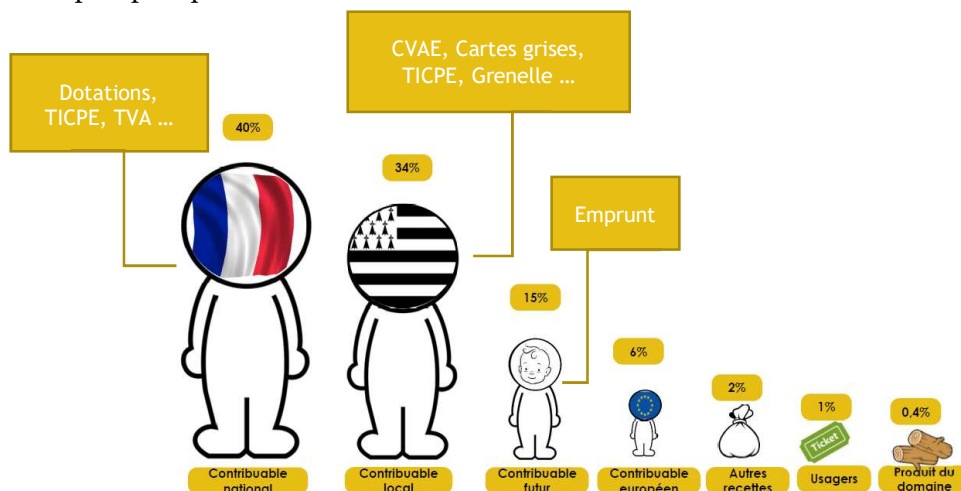 CVAE, Cartes grises,
TICPE, Grenelle …
Dotations,
TICPE, TVA …
40%
34%
Emprunt
15%
6%
2%
1%
0,4%
Ticket
Contribuable
national
Contribuable
local
Contribuable
futur
Contribuable
européen
Autres
recettes
Usagers
Produit du
domaine